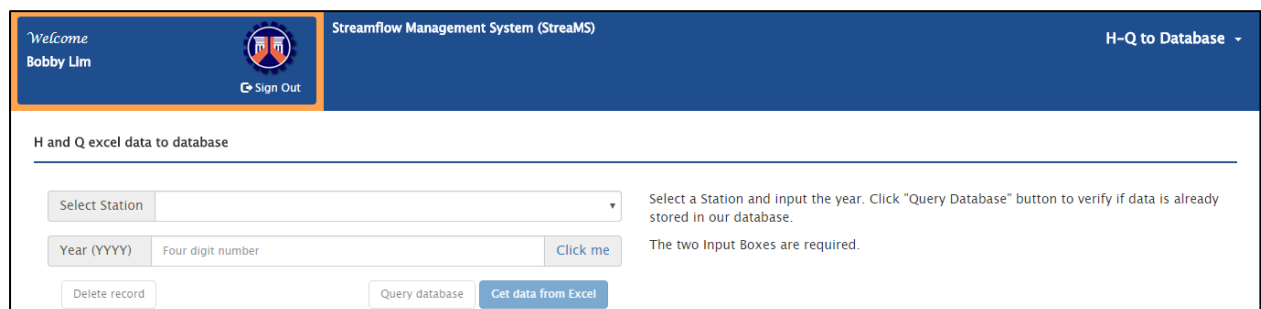 Welcome
Bobby Lim
Sign Out
Streamflow Management System (StreaMS)
H-Q to Database
H and Q excel data to database
Select Station
Year (YYYY) Four digit number Click me
Delete record Query database Get data from Excel
Select a Station and input the year. Click "Query Database" button to verify if data is already
stored in our database.
The two Input Boxes are required.